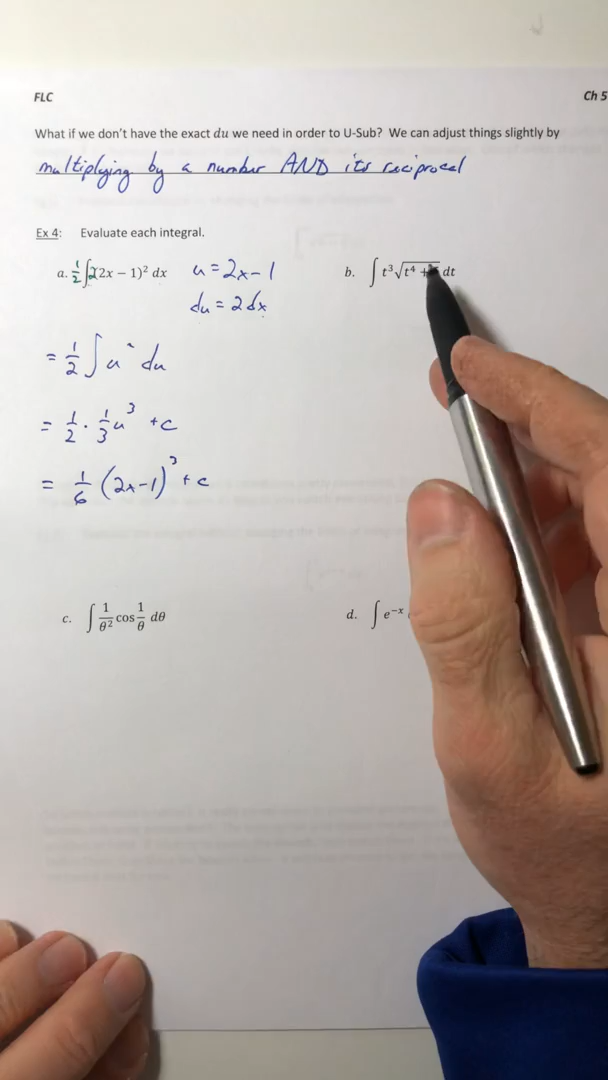 FLC
Ch 5
What if we don't have the exact du we need in order to U-Sub? We can adjust things slightly by
multiplying by a number AND its reciprocal
Ex 4: Evaluate each integral.
a. 1/2 ∫ 2(2x − 1)² dx u = 2x − 1
du = 2dx
= 1/2 ∫ u² du
= 1/2 · 1/3 u³ + c
= 1/6 (2x−1)³ + c
b. ∫ t³√(t⁴ + dt
c. ∫ 1/θ² cos 1/θ dθ
d. ∫ e⁻ˣ